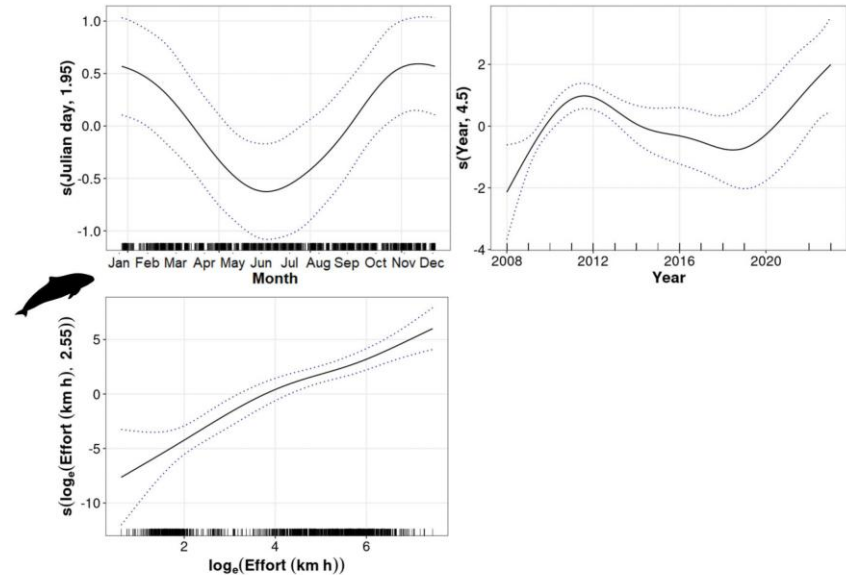 1.0
0.5
0.0
-0.5
-1.0
s(Julian day, 1.95)
Jan Feb Mar Apr May Jun Jul Aug Sep Oct Nov Dec
Month
2
0
-2
-4
s(Year, 4.5)
2008 2012 2016 2020
Year
5
0
-5
-10
s(logₑ(Effort (km h), 2.55))
2 4 6
logₑ(Effort (km h))